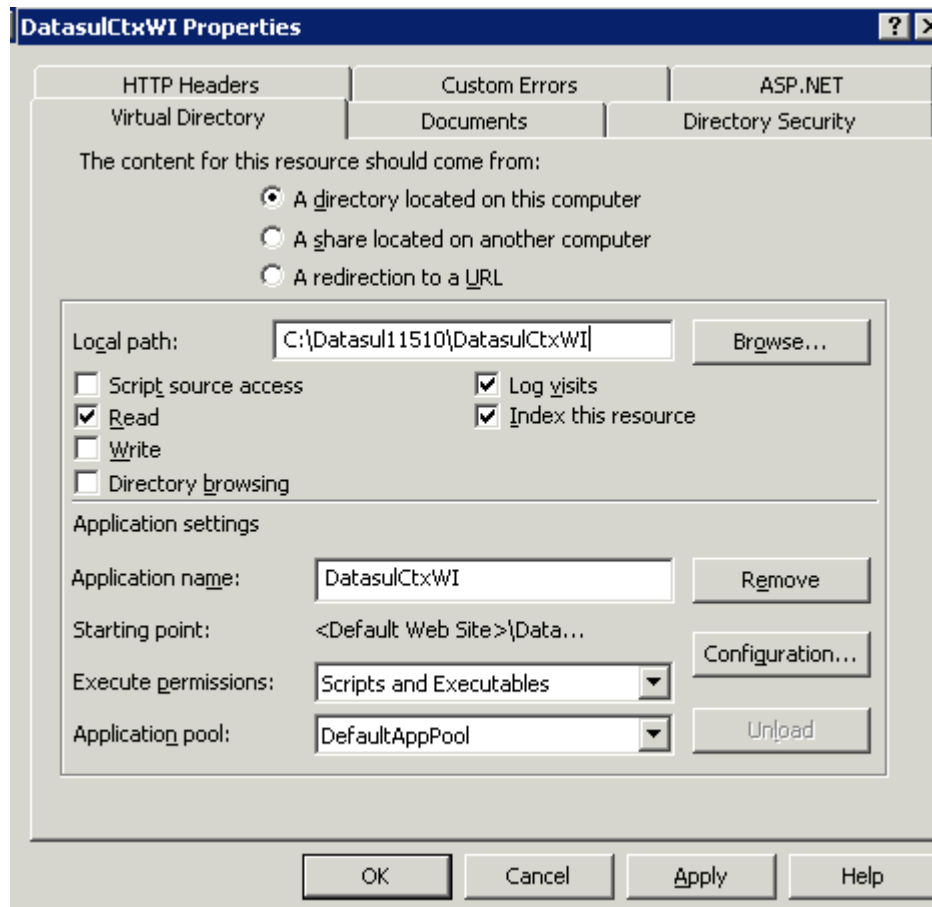 DatasulCtxWI Properties
HTTP Headers Custom Errors ASP.NET
Virtual Directory Documents Directory Security
The content for this resource should come from:
A directory located on this computer
A share located on another computer
A redirection to a URL
Local path: C:\Datasul11510\DatasulCtxWI Browse...
Script source access Log visits
Read Index this resource
Write
Directory browsing
Application settings
Application name: DatasulCtxWI Remove
Starting point: <Default Web Site>\Data...
Configuration...
Execute permissions: Scripts and Executables
Application pool: DefaultAppPool Unload
OK Cancel Apply Help